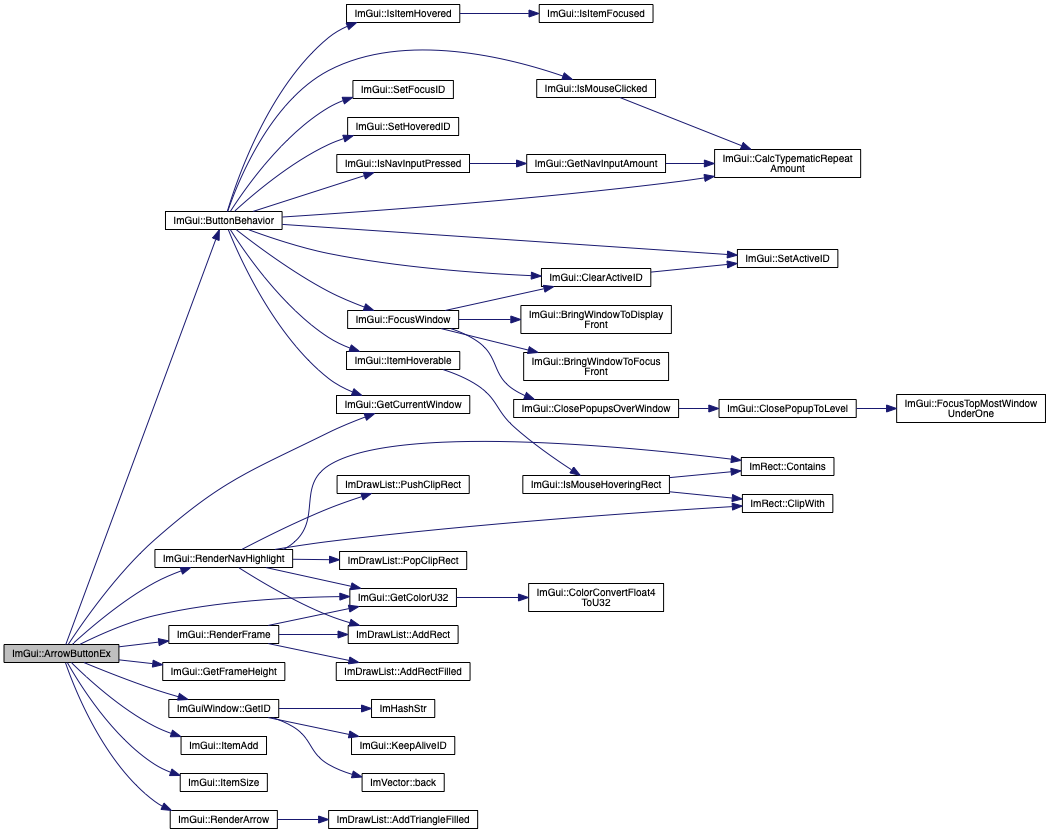 ImGui::IsItemHovered
ImGui::IsItemFocused
ImGui::SetFocusID
ImGui::IsMouseClicked
ImGui::SetHoveredID
ImGui::IsNavInputPressed
ImGui::GetNavInputAmount
ImGui::CalcTypematicRepeat
Amount
ImGui::ButtonBehavior
ImGui::SetActiveID
ImGui::ClearActiveID
ImGui::FocusWindow
ImGui::BringWindowToDisplay
Front
ImGui::ItemHoverable
ImGui::BringWindowToFocus
Front
ImGui::GetCurrentWindow
ImGui::ClosePopupsOverWindow
ImGui::ClosePopupToLevel
ImGui::FocusTopMostWindow
UnderOne
ImRect::Contains
ImDrawList::PushClipRect
ImGui::IsMouseHoveringRect
ImRect::ClipWith
ImGui::RenderNavHighlight
ImDrawList::PopClipRect
ImGui::GetColorU32
ImGui::ColorConvertFloat4
ToU32
ImGui::RenderFrame
ImDrawList::AddRect
ImGui::ArrowButtonEx
ImGui::GetFrameHeight
ImDrawList::AddRectFilled
ImGuiWindow::GetID
ImHashStr
ImGui::ItemAdd
ImGui::KeepAliveID
ImGui::ItemSize
ImVector::back
ImGui::RenderArrow
ImDrawList::AddTriangleFilled